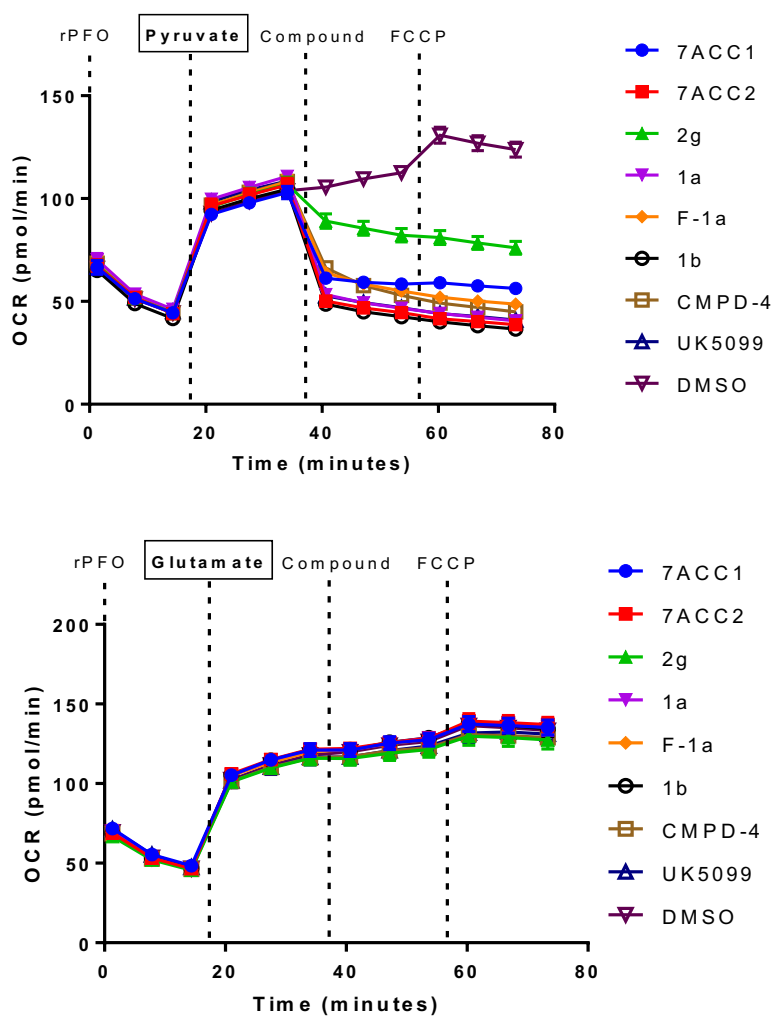 rPFO Pyruvate Compound FCCP
150
100
50
0
OCR (pmol/min)
0 20 40 60 80
Time (minutes)
7ACC1
7ACC2
2g
1a
F-1a
1b
CMPD-4
UK5099
DMSO
rPFO Glutamate Compound FCCP
200
150
100
50
0
OCR (pmol/min)
0 20 40 60 80
Time (minutes)
7ACC1
7ACC2
2g
1a
F-1a
1b
CMPD-4
UK5099
DMSO